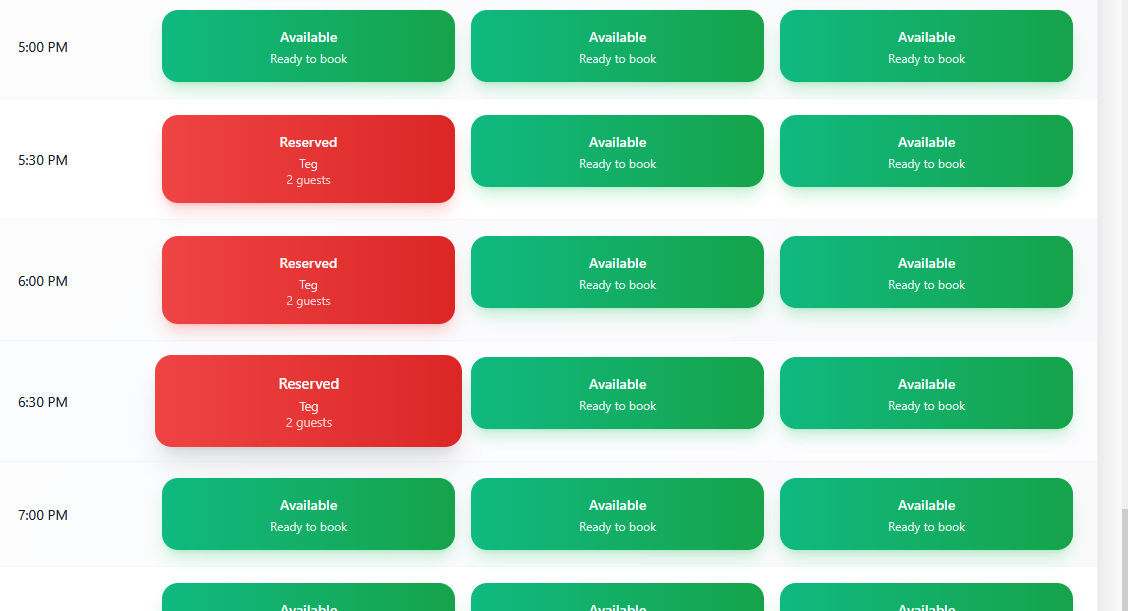 5:00 PM
Available
Ready to book
Available
Ready to book
Available
Ready to book
5:30 PM
Reserved
Teg
2 guests
Available
Ready to book
Available
Ready to book
6:00 PM
Reserved
Teg
2 guests
Available
Ready to book
Available
Ready to book
6:30 PM
Reserved
Teg
2 guests
Available
Ready to book
Available
Ready to book
7:00 PM
Available
Ready to book
Available
Ready to book
Available
Ready to book
Available
Available
Available